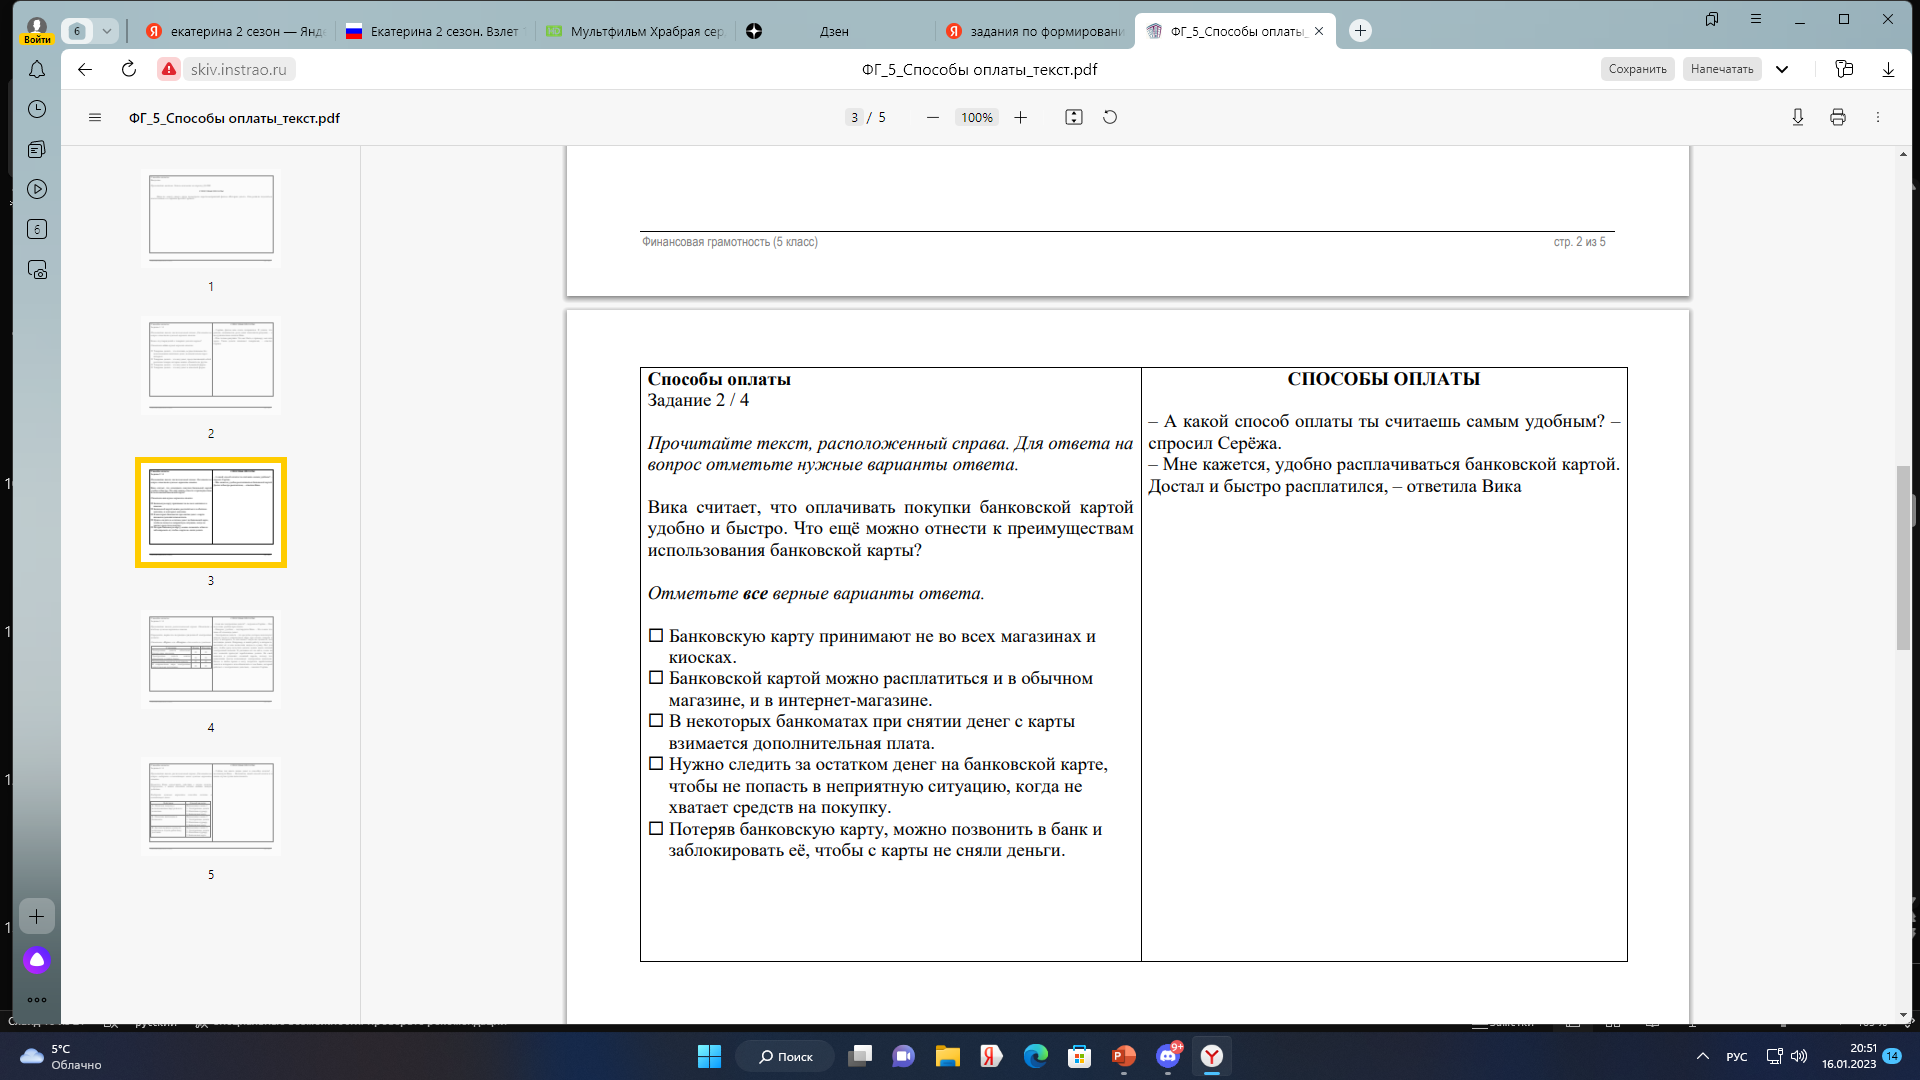 Войти
6
екатерина 2 сезон — Янде
Екатерина 2 сезон. Взлет
Мультфильм Храбрая сер
Дзен
задания по формировани
ФГ_5_Способы оплаты_
skiv.instrao.ru
ФГ_5_Способы оплаты_текст.pdf
Сохранить
Напечатать
ФГ_5_Способы оплаты_текст.pdf
3 / 5
100%
6
1
2
3
4
5
Финансовая грамотность (5 класс)
стр. 2 из 5
Способы оплаты
Задание 2 / 4
Прочитайте текст, расположенный справа. Для ответа на
вопрос отметьте нужные варианты ответа.
Вика считает, что оплачивать покупки банковской картой
удобно и быстро. Что ещё можно отнести к преимуществам
использования банковской карты?
Отметьте все верные варианты ответа.
Банковскую карту принимают не во всех магазинах и
киосках.
Банковской картой можно расплатиться и в обычном
магазине, и в интернет-магазине.
В некоторых банкоматах при снятии денег с карты
взимается дополнительная плата.
Нужно следить за остатком денег на банковской карте,
чтобы не попасть в неприятную ситуацию, когда не
хватает средств на покупку.
Потеряв банковскую карту, можно позвонить в банк и
заблокировать её, чтобы с карты не сняли деньги.
СПОСОБЫ ОПЛАТЫ
– А какой способ оплаты ты считаешь самым удобным? –
спросил Серёжа.
– Мне кажется, удобно расплачиваться банковской картой.
Достал и быстро расплатился, – ответила Вика
5°C
Облачно
Поиск
9+
РУС
20:51
16.01.2023
14